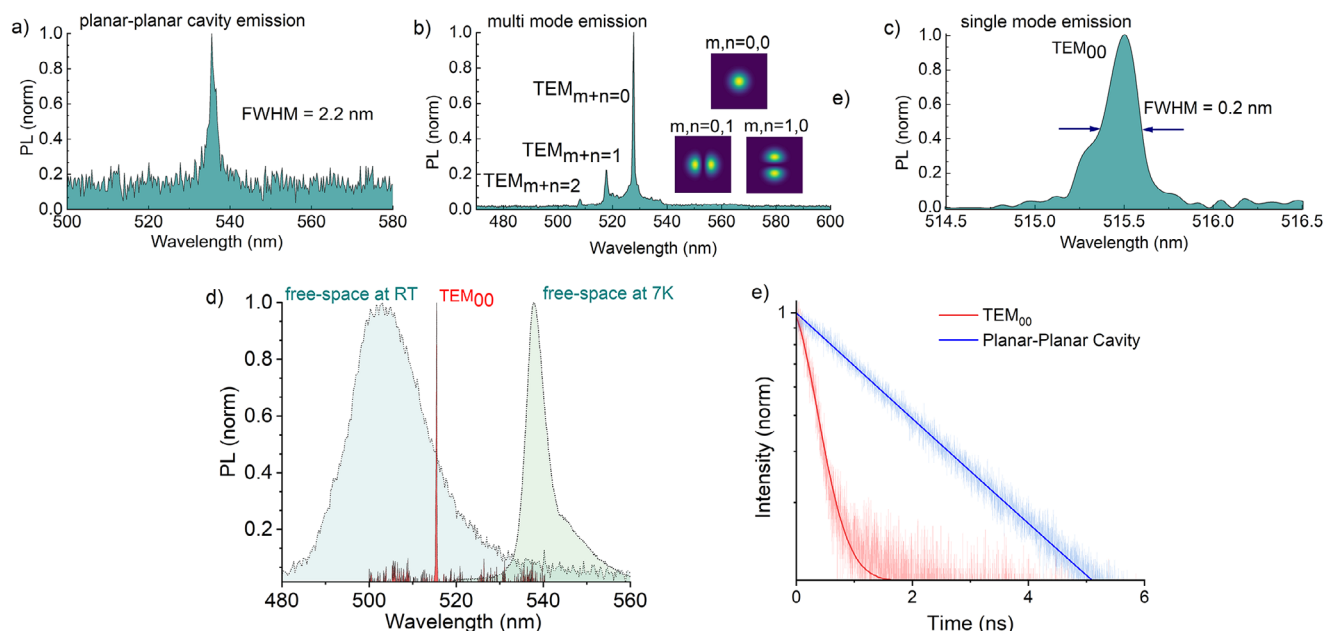 a)
planar-planar cavity emission
1.0
0.8
0.6
0.4
0.2
0.0
PL (norm)
FWHM = 2.2 nm
500 520 540 560 580
Wavelength (nm)
b)
multi mode emission
1.0
0.8
0.6
0.4
0.2
0.0
PL (norm)
TEMm+n=0
TEMm+n=1
TEMm+n=2
m,n=0,0
m,n=0,1
m,n=1,0
480 500 520 540 560 580 600
Wavelength (nm)
e)
c)
single mode emission
1.0
0.8
0.6
0.4
0.2
0.0
PL (norm)
TEM00
FWHM = 0.2 nm
514.5 515.0 515.5 516.0 516.5
Wavelength (nm)
d)
free-space at RT
TEM00
free-space at 7K
1.0
0.8
0.6
0.4
0.2
PL (norm)
480 500 520 540 560
Wavelength (nm)
e)
1
Intensity (norm)
TEM00
Planar-Planar Cavity
0 2 4 6
Time (ns)